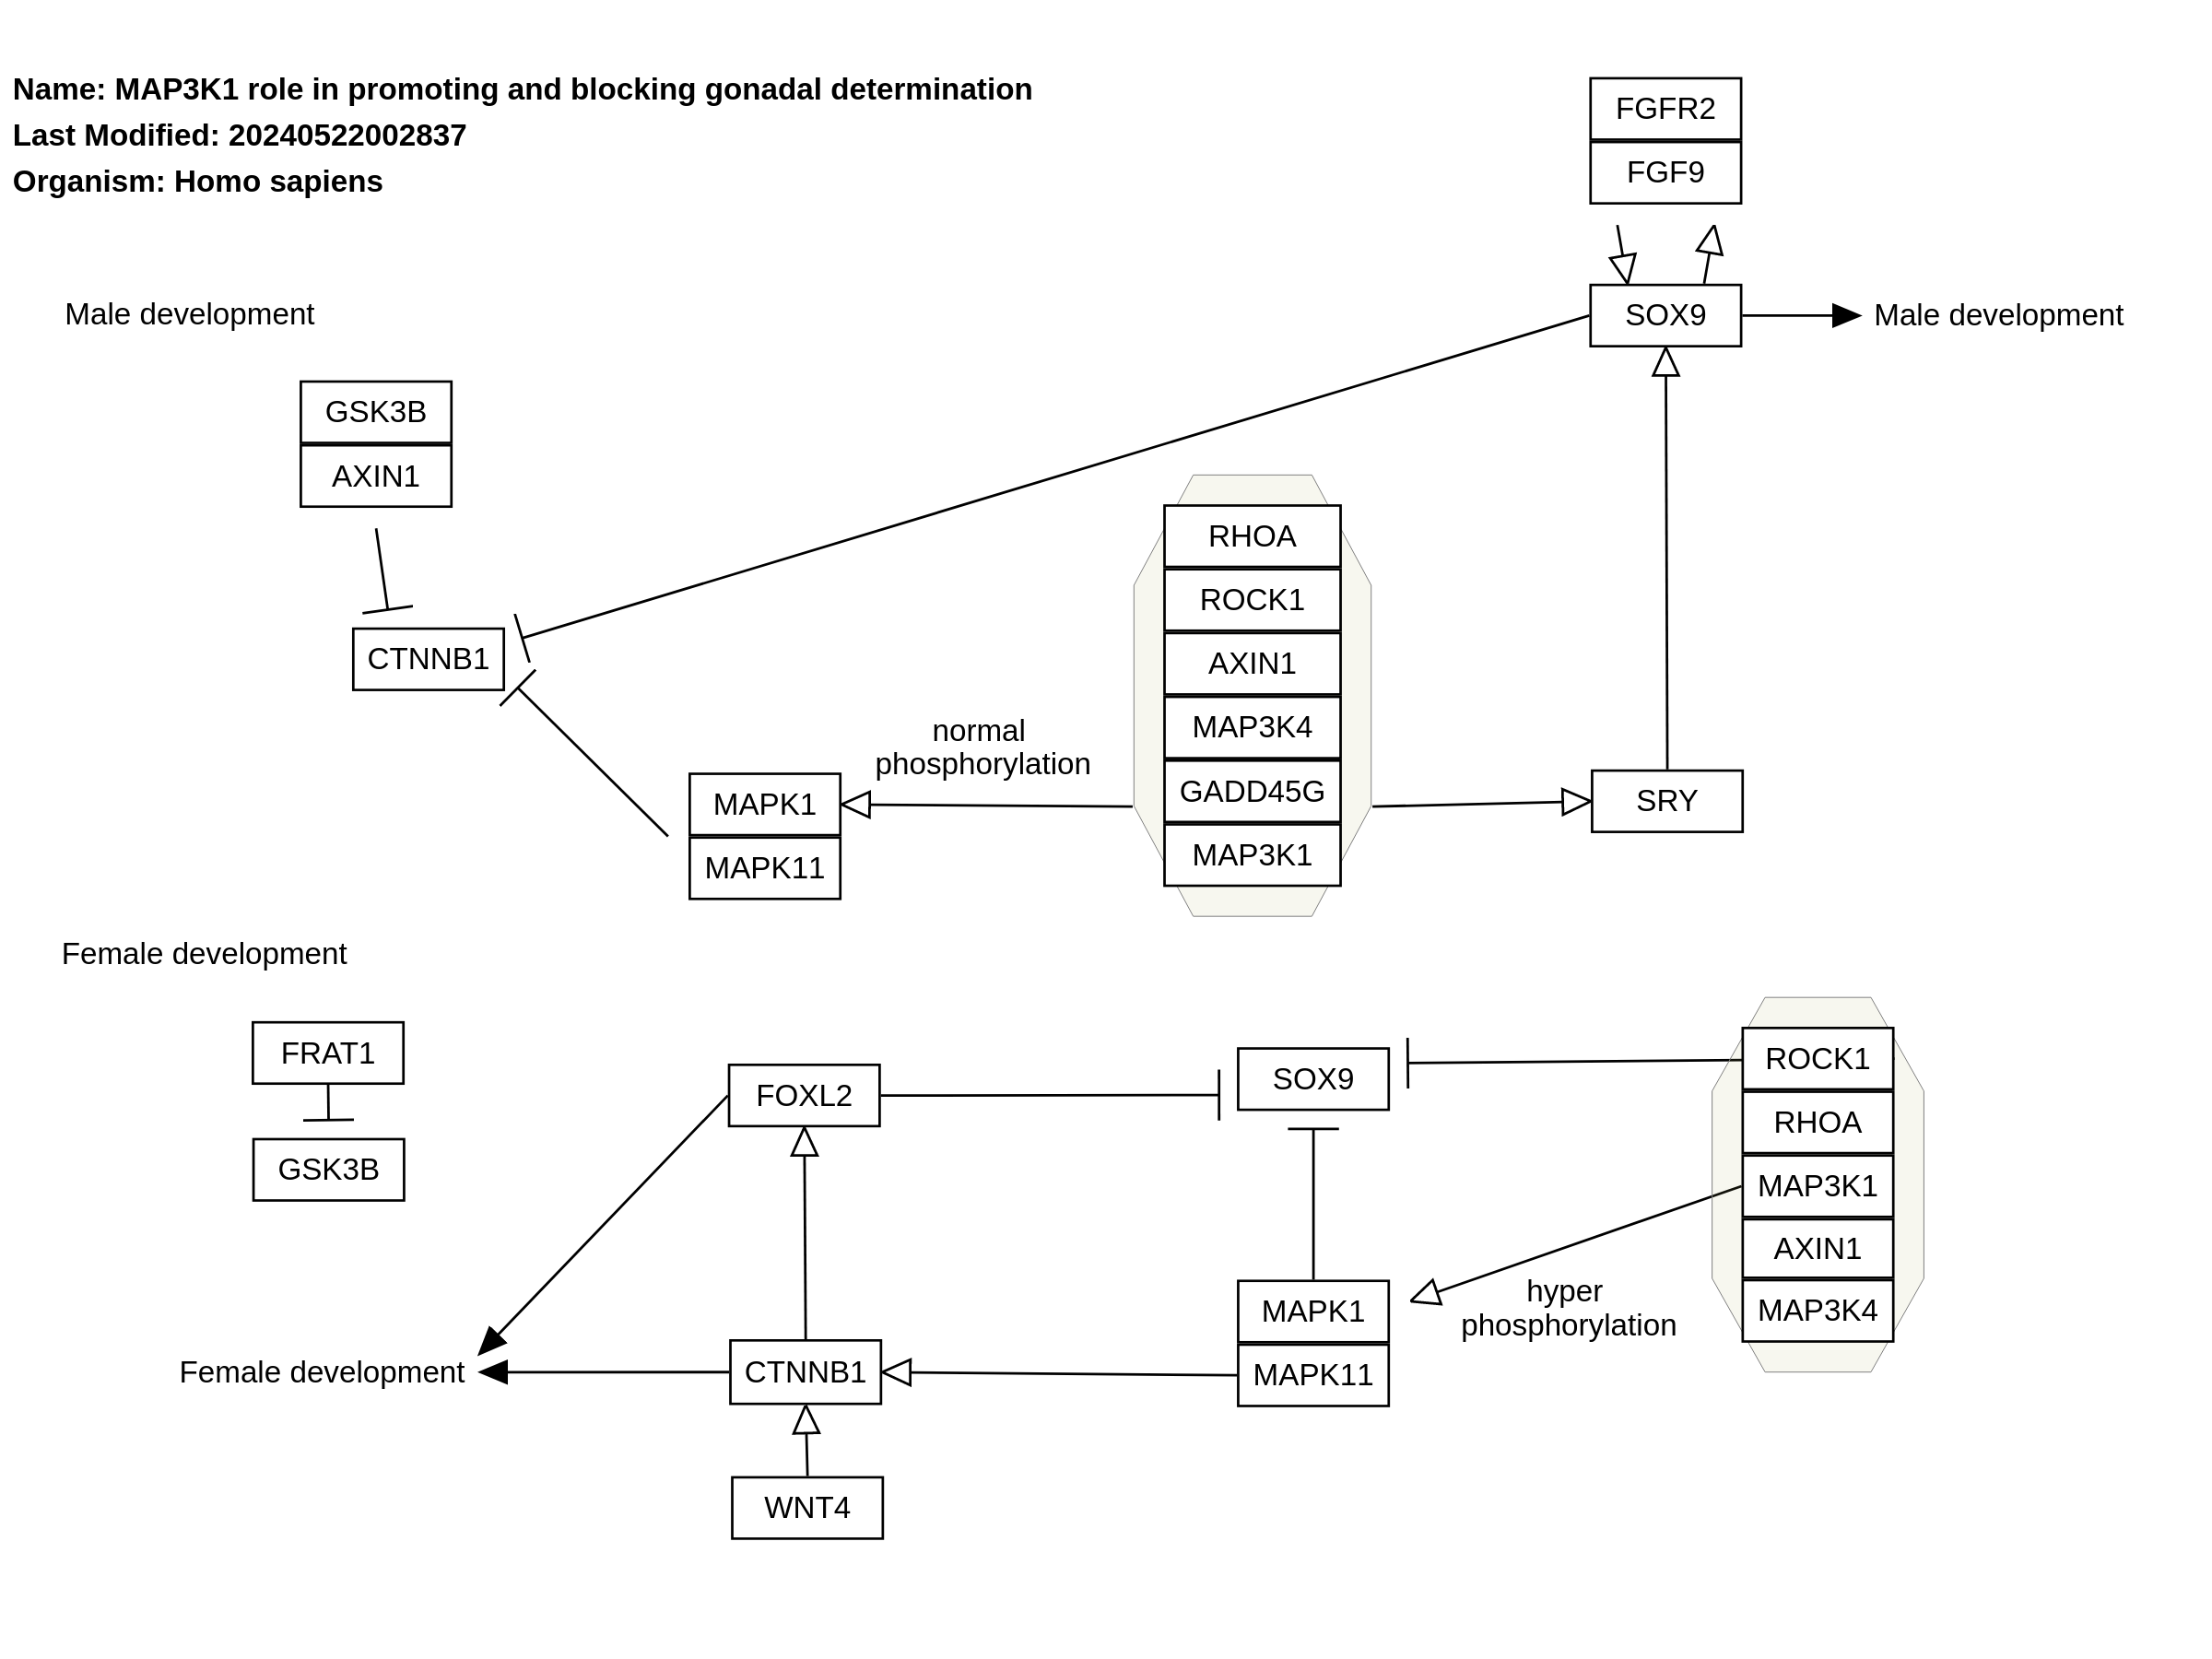 Name: MAP3K1 role in promoting and blocking gonadal determination
Last Modified: 20240522002837
Organism: Homo sapiens
FGFR2
FGF9
Male development
SOX9
Male development
GSK3B
AXIN1
CTNNB1
RHOA
ROCK1
AXIN1
MAP3K4
GADD45G
MAP3K1
normal
phosphorylation
MAPK1
MAPK11
SRY
Female development
FRAT1
GSK3B
FOXL2
SOX9
ROCK1
RHOA
MAP3K1
AXIN1
MAP3K4
hyper
phosphorylation
MAPK1
MAPK11
Female development
CTNNB1
WNT4